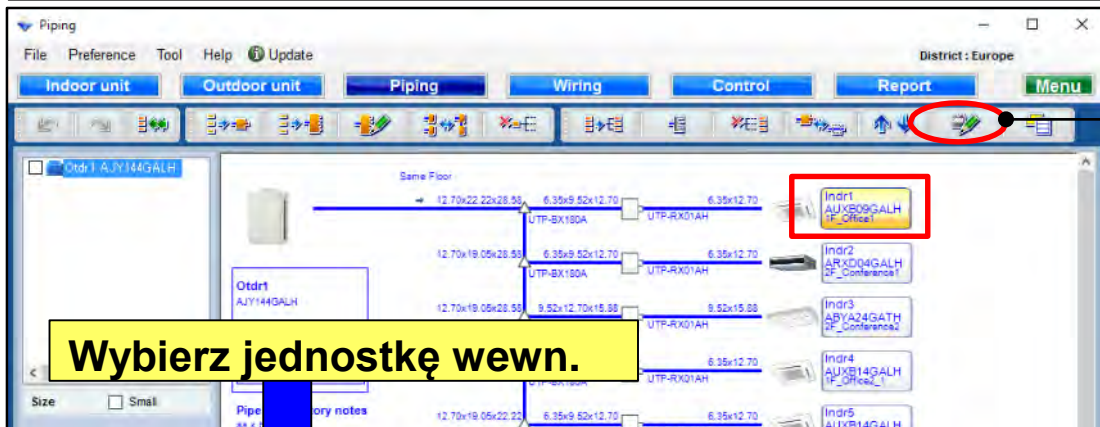 Piping
File Preference Tool Help Update District : Europe
Indoor unit Outdoor unit Piping Wiring Control Report Menu
Otdr1 AJY144GALH
Same Floor
12.70x22.22x28.58 6.35x9.52x12.70 6.35x12.70
UTP-BX180A UTP-RX01AH
Indr1
AUXB09GALH
1F_Office1
12.70x19.05x28.58 6.35x9.52x12.70 6.35x12.70
UTP-BX180A UTP-RX01AH
Indr2
ARXD04GALH
2F_Conference1
Otdr1
AJY144GALH
12.70x19.05x28.58 9.52x12.70x15.88 9.52x15.88
UTP-RX01AH
Indr3
ABYA24GATH
2F_Conference2
Wybierz jednostkę wewn.
6.35x12.70
UTP-RX01AH
Indr4
AUXB14GALH
1F_Office2_1
Size Small
Pipe ory notes
12.70x19.05x22.22 6.35x9.52x12.70 6.35x12.70
Indr5
AUXB14GALH